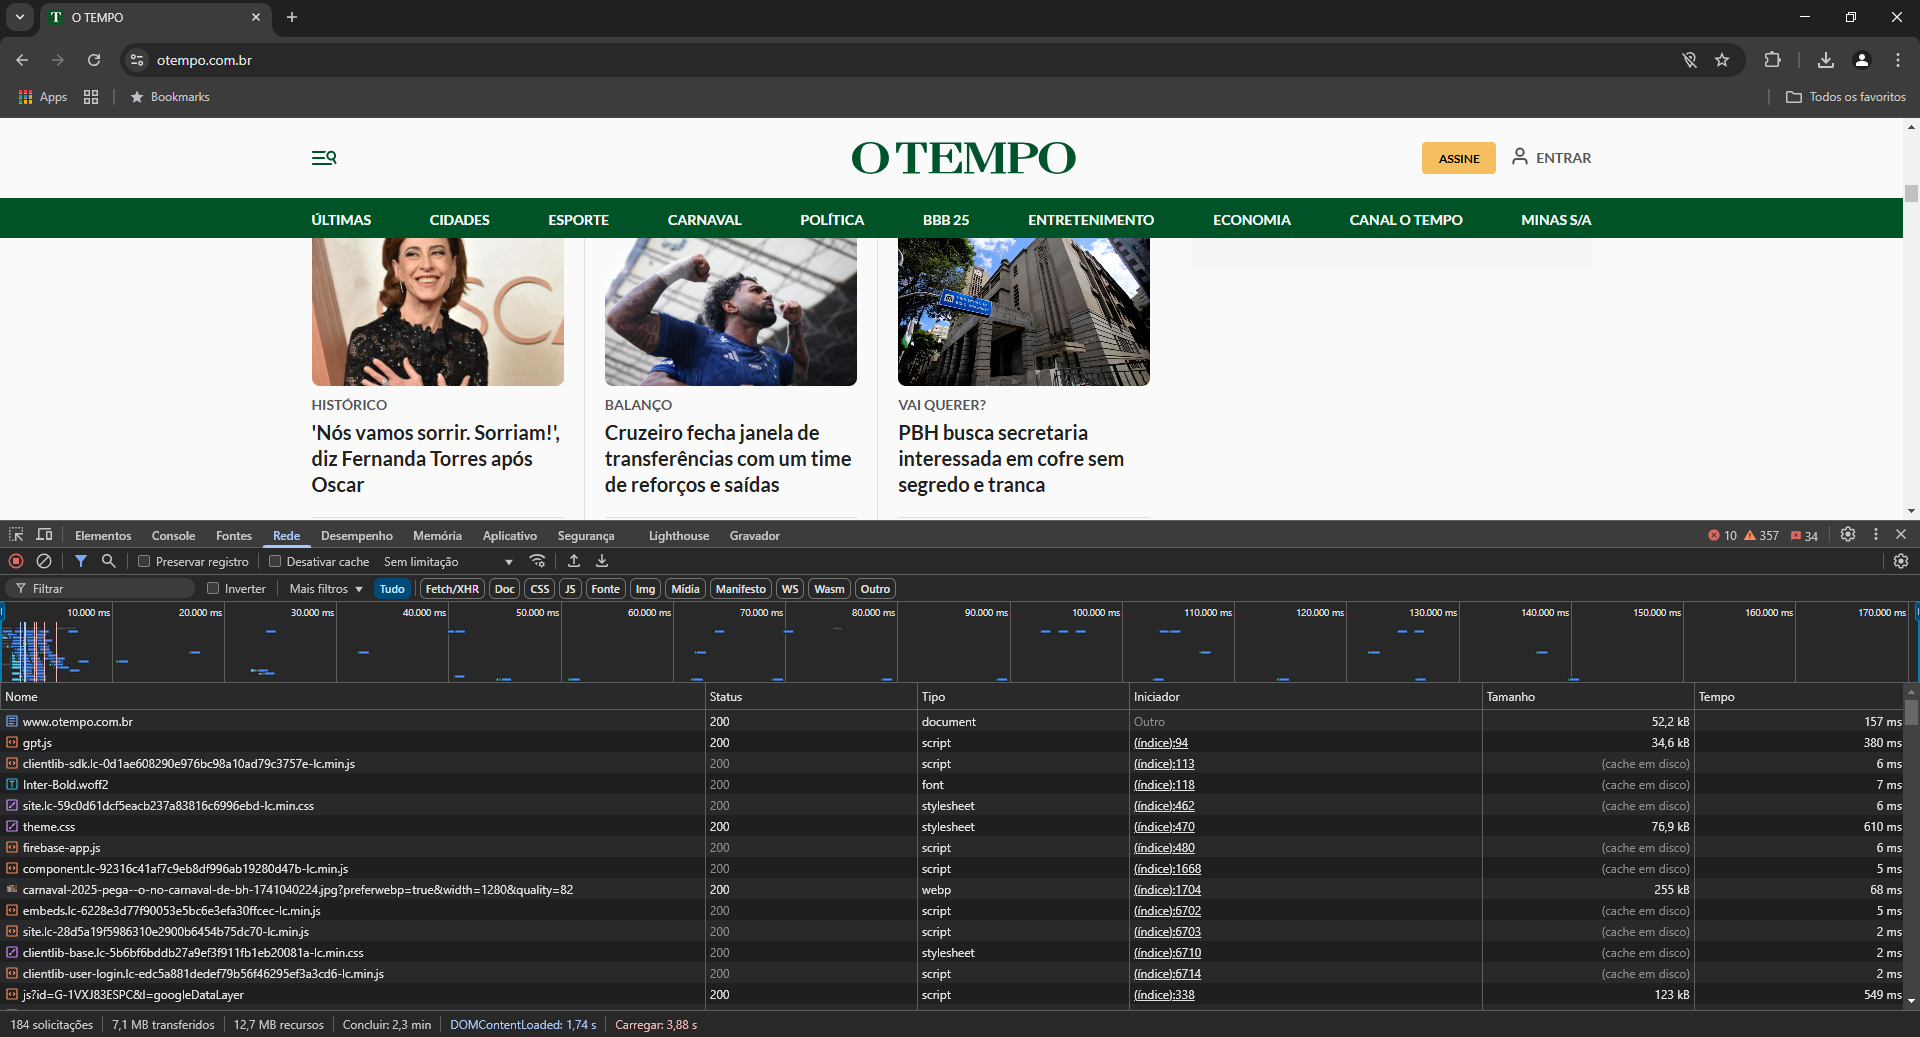 O TEMPO
otempo.com.br
Apps
Bookmarks
Todos os favoritos
O TEMPO
ASSINE
ENTRAR
ÚLTIMAS CIDADES ESPORTE CARNAVAL POLÍTICA BBB 25 ENTRETENIMENTO ECONOMIA CANAL O TEMPO MINAS S/A
HISTÓRICO
'Nós vamos sorrir. Sorriam!',
diz Fernanda Torres após
Oscar
BALANÇO
Cruzeiro fecha janela de
transferências com um time
de reforços e saídas
VAI QUERER?
PBH busca secretaria
interessada em cofre sem
segredo e tranca
Elementos Console Fontes Rede Desempenho Memória Aplicativo Segurança Lighthouse Gravador 10 357 34
Preservar registro Desativar cache Sem limitação
Filtrar Inverter Mais filtros Tudo Fetch/XHR Doc CSS JS Fonte Img Mídia Manifesto WS Wasm Outro
10.000 ms 20.000 ms 30.000 ms 40.000 ms 50.000 ms 60.000 ms 70.000 ms 80.000 ms 90.000 ms 100.000 ms 110.000 ms 120.000 ms 130.000 ms 140.000 ms 150.000 ms 160.000 ms 170.000 ms
Nome Status Tipo Iniciador Tamanho Tempo
www.otempo.com.br 200 document Outro 52,2 kB 157 ms
gpt.js 200 script (índice):94 34,6 kB 380 ms
clientlib-sdk.lc-0d1ae608290e976bc98a10ad79c3757e-lc.min.js 200 script (índice):113 (cache em disco) 6 ms
Inter-Bold.woff2 200 font (índice):118 (cache em disco) 7 ms
site.lc-59c0d61dcf5eacb237a83816c6996ebd-lc.min.css 200 stylesheet (índice):462 (cache em disco) 6 ms
theme.css 200 stylesheet (índice):470 76,9 kB 610 ms
firebase-app.js 200 script (índice):480 (cache em disco) 6 ms
component.lc-92316c41af7c9eb8df996ab19280d47b-lc.min.js 200 script (índice):1668 (cache em disco) 5 ms
carnaval-2025-pega--o-no-carnaval-de-bh-1741040224.jpg?preferwebp=true&width=1280&quality=82 200 webp (índice):1704 255 kB 68 ms
embeds.lc-6228e3d77f90053e5bc6e3efa30ffcec-lc.min.js 200 script (índice):6702 (cache em disco) 5 ms
site.lc-28d5a19f5986310e2900b6454b75dc70-lc.min.js 200 script (índice):6703 (cache em disco) 2 ms
clientlib-base.lc-5b6bf6bddb27a9ef3f911fb1eb20081a-lc.min.css 200 stylesheet (índice):6710 (cache em disco) 2 ms
clientlib-user-login.lc-edc5a881dedef79b56f46295ef3a3cd6-lc.min.js 200 script (índice):6714 (cache em disco) 2 ms
js?id=G-1VXJ83ESPC&l=googleDataLayer 200 script (índice):338 123 kB 549 ms
184 solicitações 7,1 MB transferidos 12,7 MB recursos Concluir: 2,3 min DOMContentLoaded: 1,74 s Carregar: 3,88 s